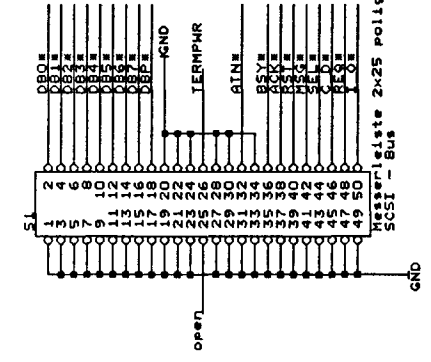 DB0*
DB1*
DB2*
DB3*
DB4*
DB5*
DB6*
DB7*
DBP*
GND
TERMPWR
ATN*
BSY*
ACK*
RST*
MSG*
SEL*
C_D*
REQ*
I_O*
2 4 6 8 10 12 14 16 18 20 22 24 26 28 30 32 34 36 38 40 42 44 46 48 50
1 3 5 7 9 11 13 15 17 19 21 23 25 27 29 31 33 35 37 39 41 43 45 47 49
S1
Messerleiste 2x25 polig
SCSI - Bus
open
GND